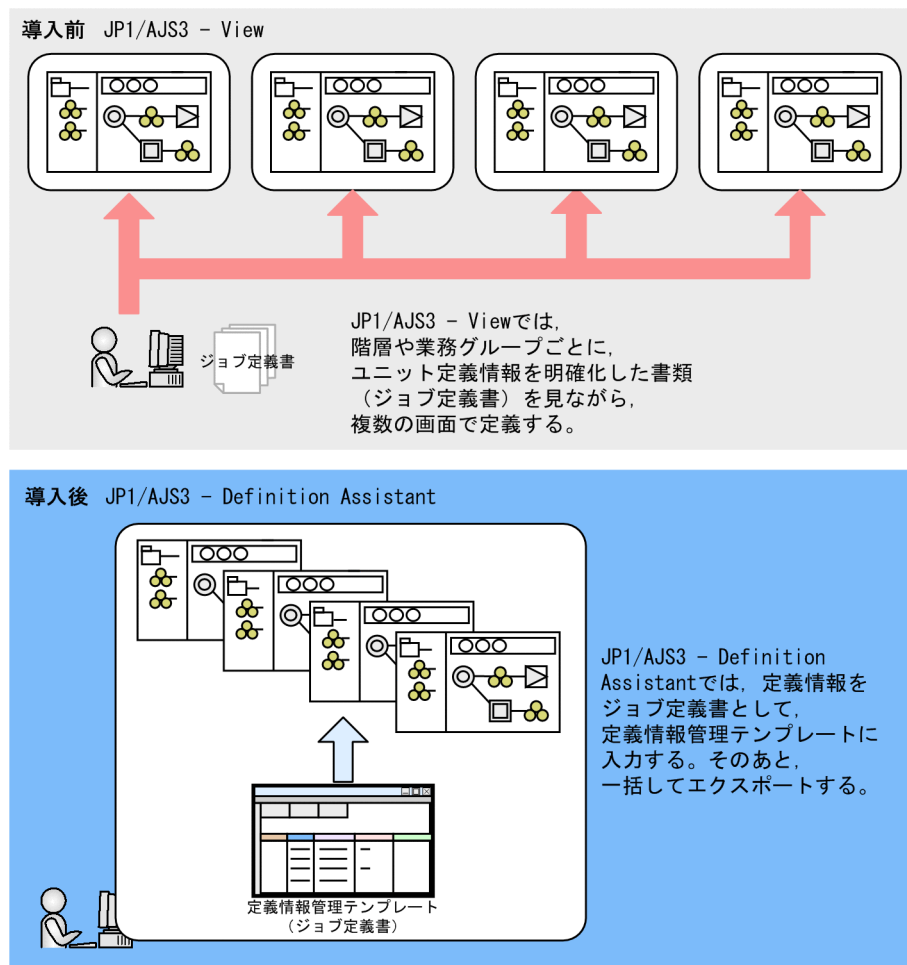 導入前 JP1/AJS3 - View
ジョブ定義書
JP1/AJS3 - Viewでは,
階層や業務グループごとに,
ユニット定義情報を明確化した書類
（ジョブ定義書）を見ながら,
複数の画面で定義する。
導入後 JP1/AJS3 - Definition Assistant
JP1/AJS3 - Definition
Assistantでは, 定義情報を
ジョブ定義書として,
定義情報管理テンプレートに
入力する。そのあと,
一括してエクスポートする。
定義情報管理テンプレート
（ジョブ定義書）